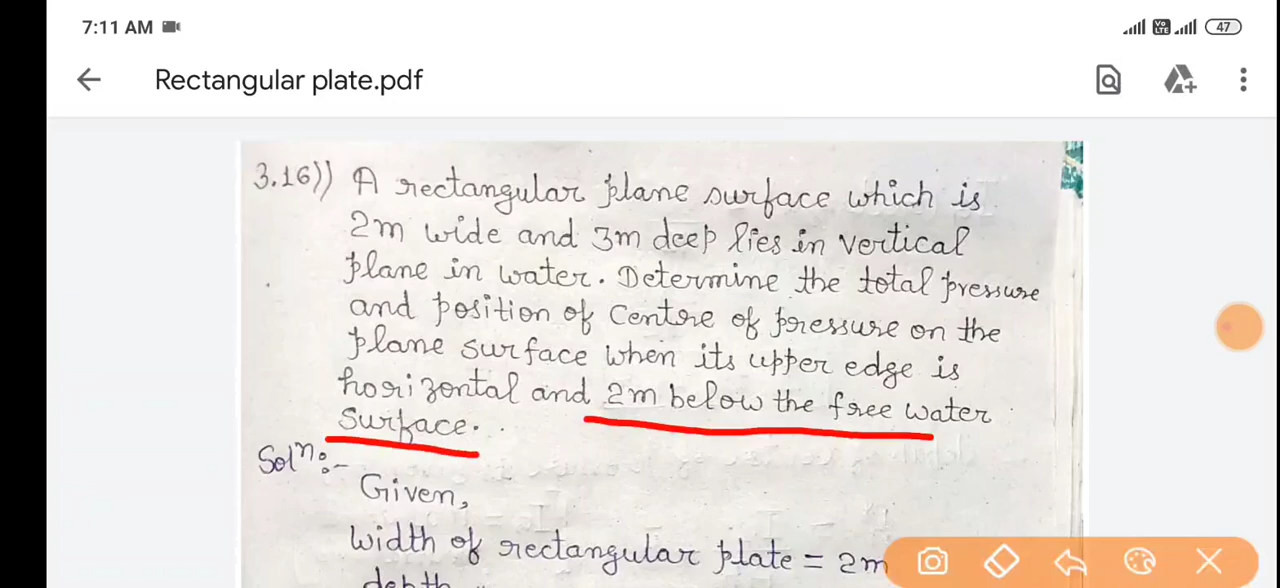 7:11 AM
Vo LTE
47
Rectangular plate.pdf
3.16)) A rectangular plane surface which is
2m wide and 3m deep lies in vertical
plane in water. Determine the total pressure
and position of Centre of pressure on the
plane surface when its upper edge is
horizontal and 2m below the free water
surface.
Solⁿ:-
Given,
Width of rectangular plate = 2m
depth